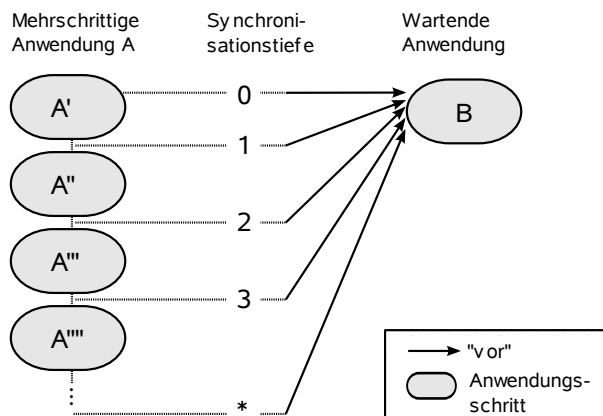 Mehrschrittige
Anwendung A
Synchroni-
sationstiefe
Wartende
Anwendung
A'
0
B
1
A''
2
A'''
3
A''''
*
"vor"
Anwendungs-
schritt